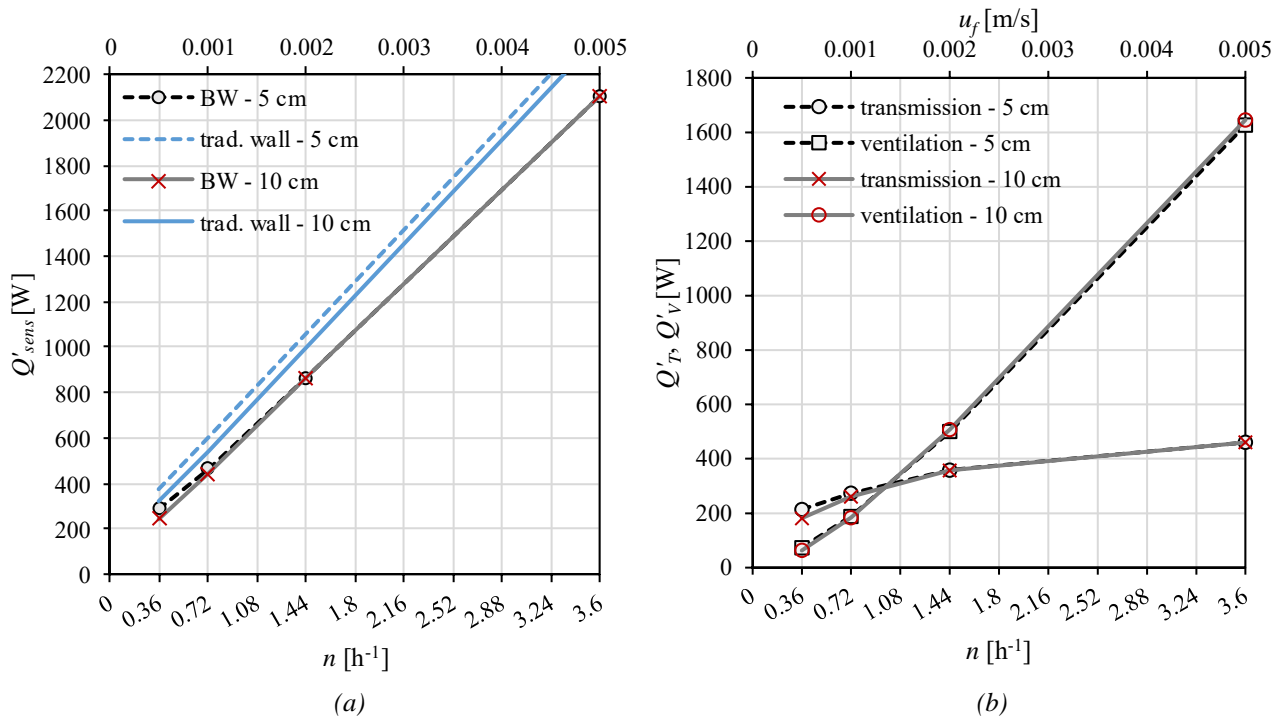 u_f [m/s]
0 0.001 0.002 0.003 0.004 0.005
0 0.001 0.002 0.003 0.004 0.005
Q'_sens [W]
2200
2000
1800
1600
1400
1200
1000
800
600
400
200
0
BW - 5 cm
trad. wall - 5 cm
BW - 10 cm
trad. wall - 10 cm
0 0.36 0.72 1.08 1.44 1.8 2.16 2.52 2.88 3.24 3.6
n [h⁻¹]
(a)
Q'_T, Q'_V [W]
1800
1600
1400
1200
1000
800
600
400
200
0
transmission - 5 cm
ventilation - 5 cm
transmission - 10 cm
ventilation - 10 cm
0 0.36 0.72 1.08 1.44 1.8 2.16 2.52 2.88 3.24 3.6
n [h⁻¹]
(b)